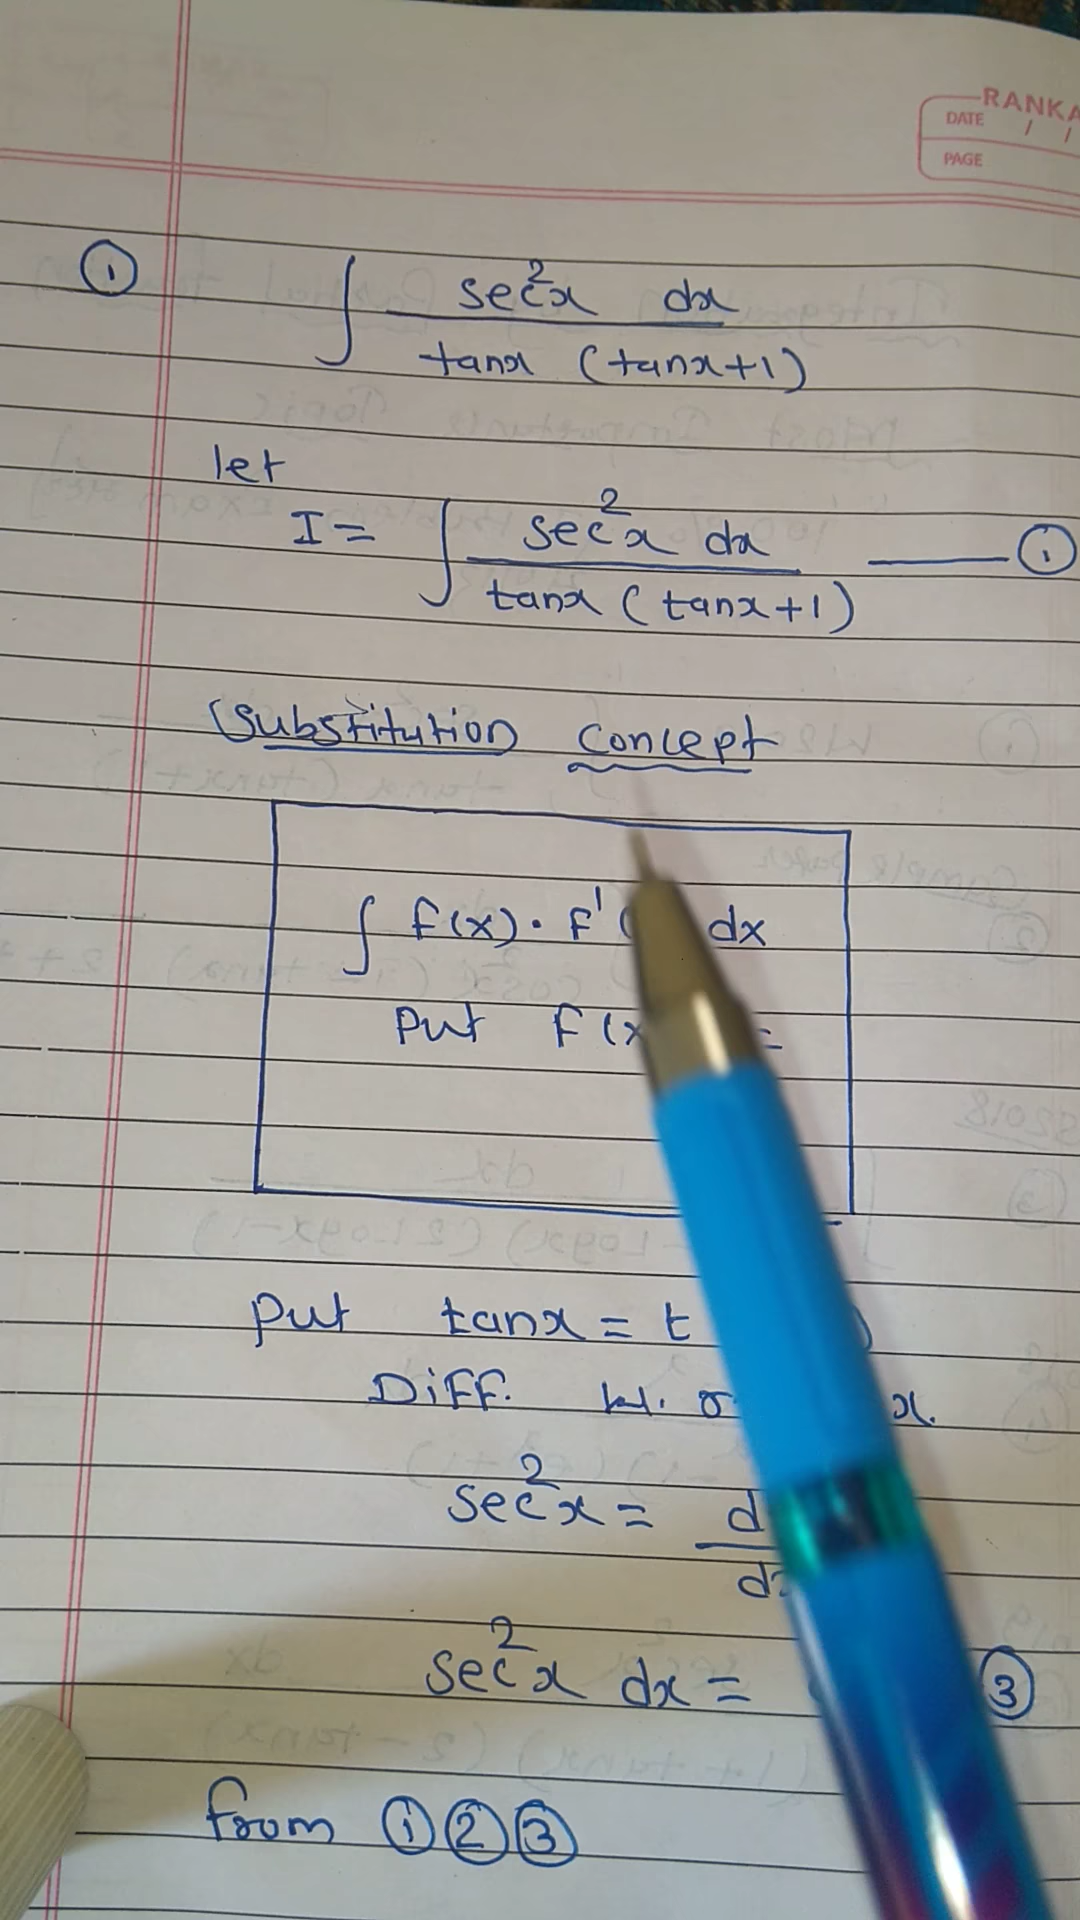 RANKA
DATE / /
PAGE
① ∫ sec²x dx / tanx (tanx+1)
let
I = ∫ sec²x dx / tanx (tanx+1) —— ①
Substitution Concept
∫ f(x) · f'( dx
Put f(x =
Put tanx = t
Diff. w. x.
sec²x = d / d
sec²x dx = ③
from ① ② ③